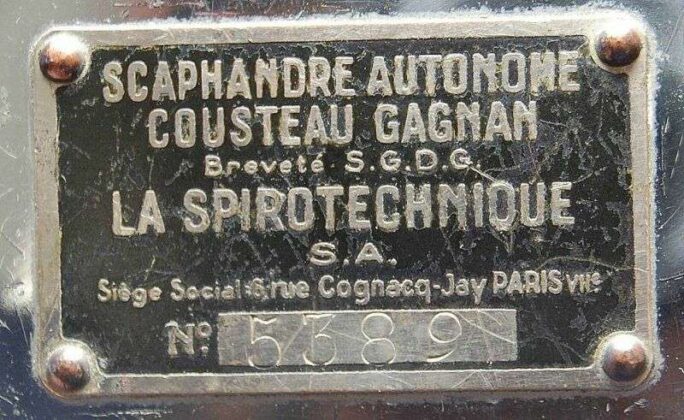 SCAPHANDRE AUTONOME
COUSTEAU GAGNAN
Breveté S.G.D.G.
LA SPIROTECHNIQUE
S.A.
Siège Social: 6, rue Cognacq-Jay PARIS VIIe
No. 5389